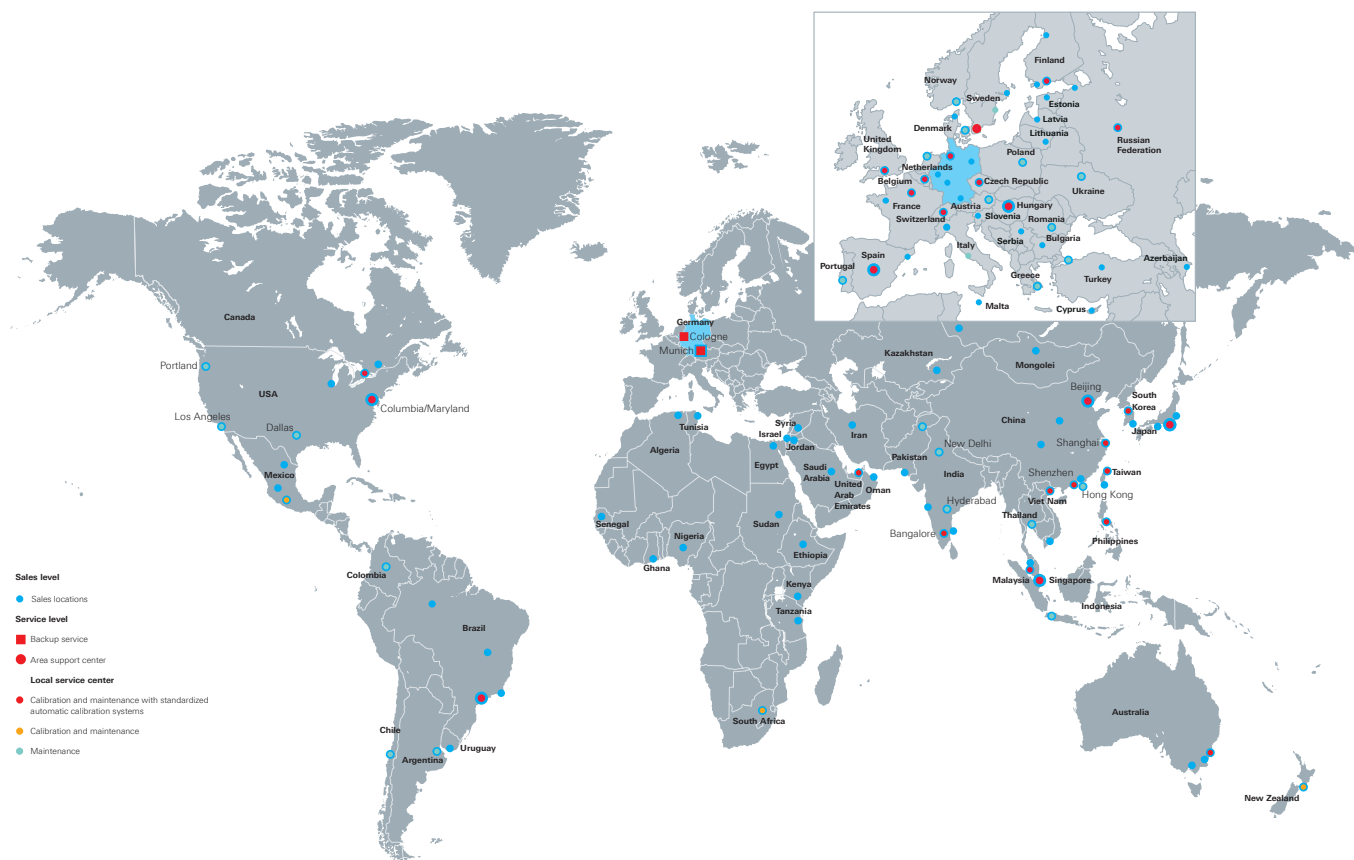 Finland
Norway
Sweden
Estonia
Latvia
Denmark
Lithuania
United
Kingdom
Russian
Federation
Poland
Netherlands
Belgium
Czech Republic
Ukraine
France
Austria
Hungary
Switzerland
Slovenia
Romania
Serbia
Bulgaria
Italy
Spain
Portugal
Azerbaijan
Greece
Turkey
Malta
Cyprus
Canada
Portland
USA
Columbia/Maryland
Los Angeles
Dallas
Mexico
Germany
Cologne
Munich
Kazakhstan
Mongolei
Beijing
South
Korea
China
Japan
Shanghai
Tunisia
Algeria
Syria
Israel
Jordan
Iran
Egypt
Saudi
Arabia
United
Arab
Emirates
Oman
Pakistan
New Delhi
India
Shenzhen
Taiwan
Hong Kong
Viet Nam
Hyderabad
Thailand
Bangalore
Philippines
Senegal
Sudan
Nigeria
Ethiopia
Ghana
Kenya
Tanzania
Malaysia
Singapore
Indonesia
Colombia
Brazil
South Africa
Australia
Chile
Uruguay
Argentina
New Zealand
Sales level
Sales locations
Service level
Backup service
Area support center
Local service center
Calibration and maintenance with standardized
automatic calibration systems
Calibration and maintenance
Maintenance